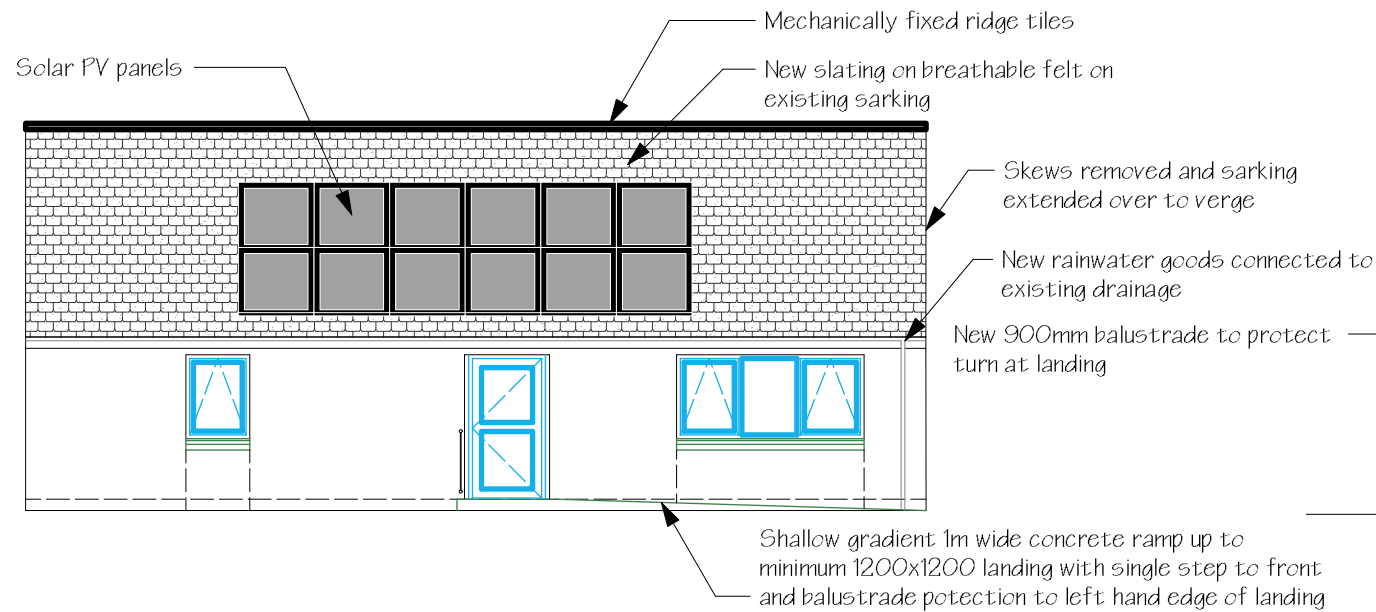 Mechanically fixed ridge tiles
Solar PV panels
New slating on breathable felt on
existing sarking
Skews removed and sarking
extended over to verge
New rainwater goods connected to
existing drainage
New 900mm balustrade to protect
turn at landing
Shallow gradient 1m wide concrete ramp up to
minimum 1200x1200 landing with single step to front
and balustrade potection to left hand edge of landing